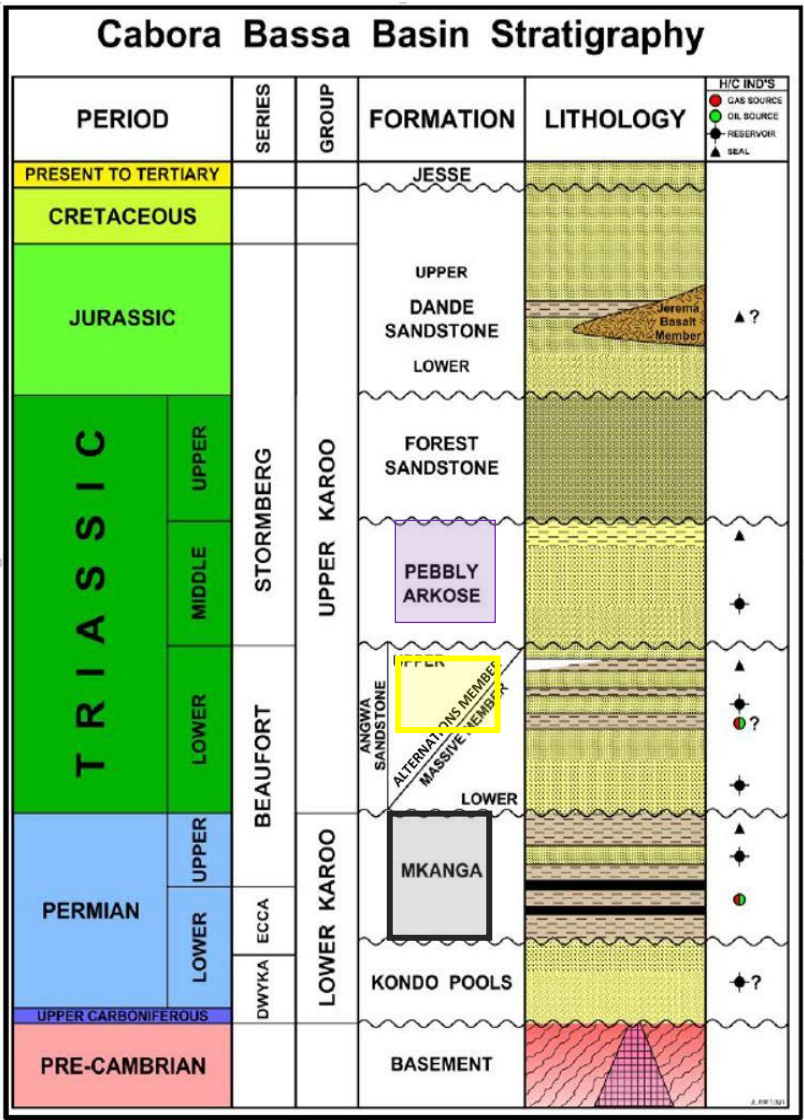 Cabora Bassa Basin Stratigraphy
PERIOD
SERIES
GROUP
FORMATION
LITHOLOGY
H/C IND'S
GAS SOURCE
OIL SOURCE
RESERVOIR
SEAL
PRESENT TO TERTIARY
JESSE
CRETACEOUS
JURASSIC
UPPER
DANDE
SANDSTONE
LOWER
Jerema
Basalt
Member
?
TRIASSIC
UPPER
MIDDLE
LOWER
STORMBERG
UPPER KAROO
FOREST
SANDSTONE
PEBBLY
ARKOSE
BEAUFORT
ANGWA
SANDSTONE
UPPER
ALTERNATIONS MEMBER
MASSIVE MEMBER
LOWER
?
PERMIAN
UPPER
LOWER
ECCA
DWYKA
LOWER KAROO
MKANGA
KONDO POOLS
?
UPPER CARBONIFEROUS
PRE-CAMBRIAN
BASEMENT